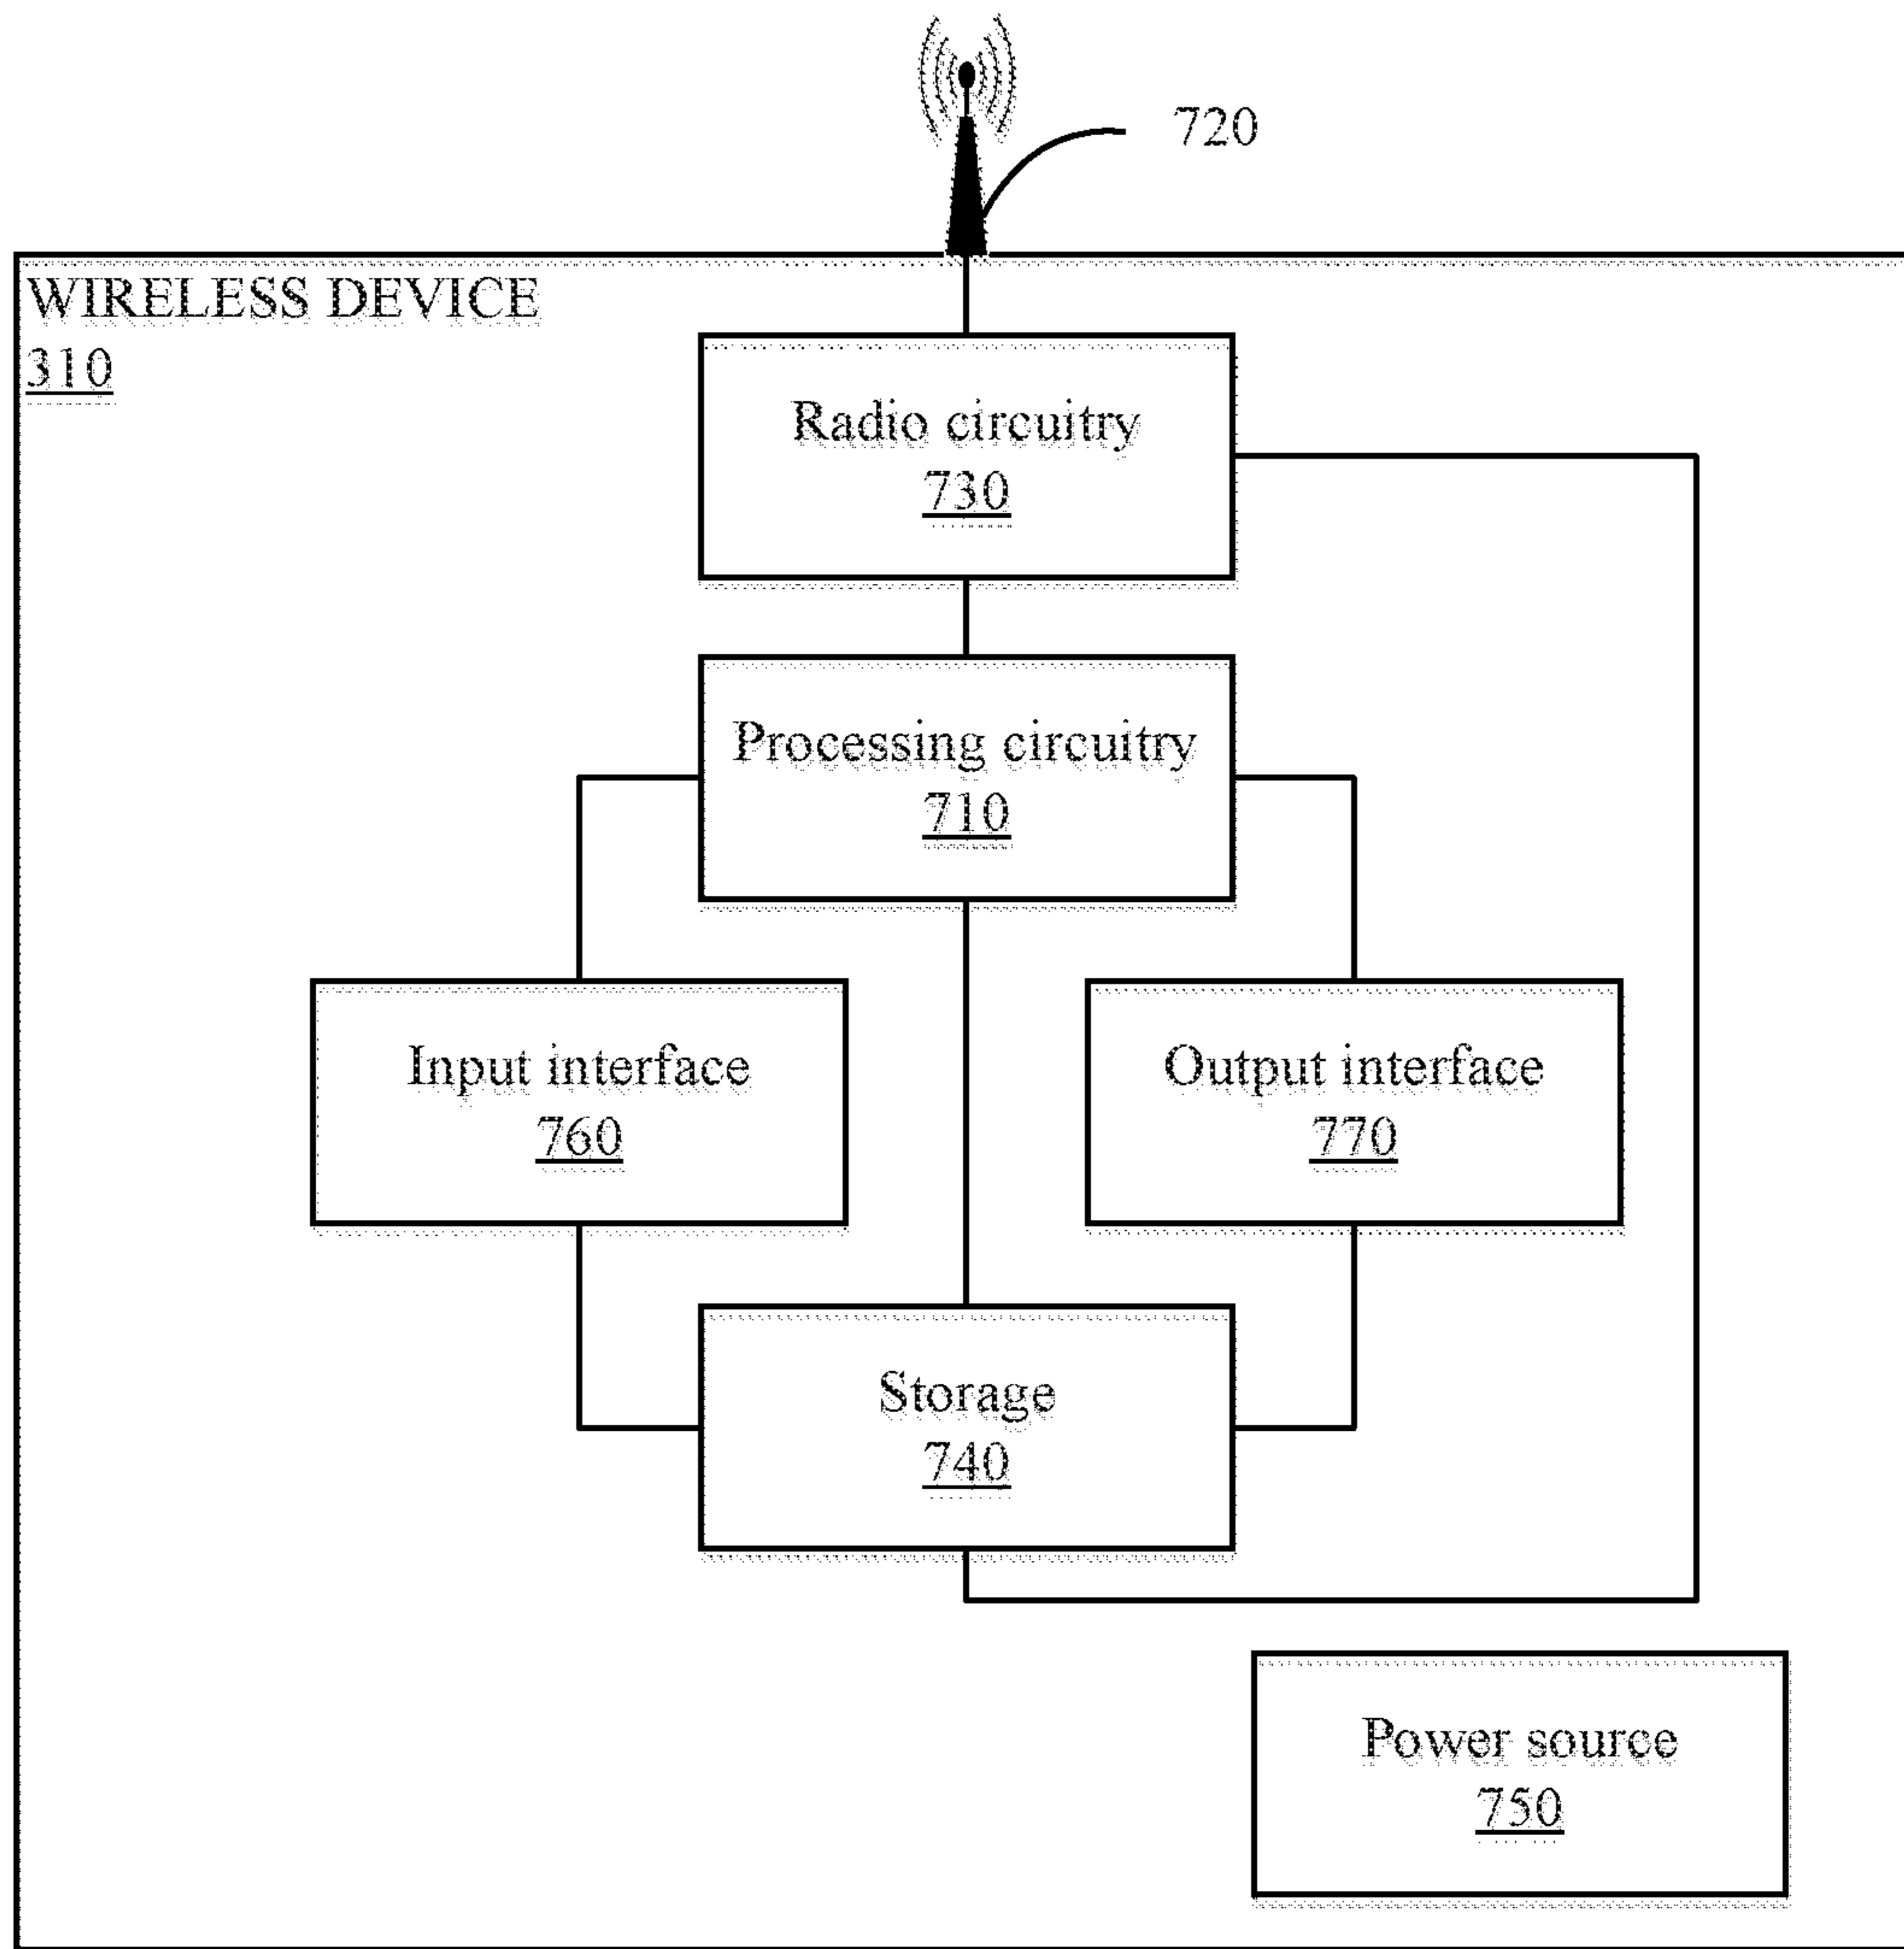 720
WIRELESS DEVICE
310
Radio circuitry
730
Processing circuitry
710
Input interface
760
Output interface
770
Storage
740
Power source
750